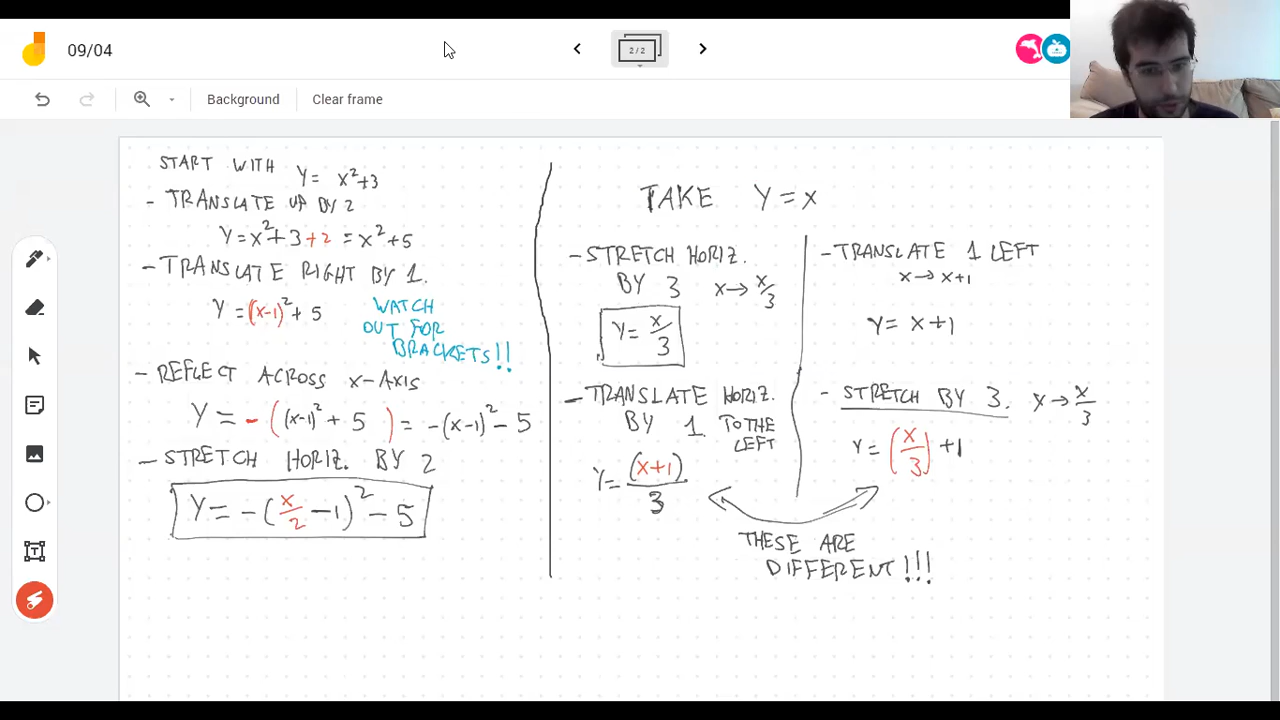 09/04
2/2
Background
Clear frame
START WITH Y= x²+3
- TRANSLATE UP BY 2
Y=x²+3+2 = x²+5
- TRANSLATE RIGHT BY 1.
Y=(x-1)²+5
WATCH
OUT FOR
BRACKETS!!
- REFLECT ACROSS x-AXIS
Y = -((x-1)²+5) = -(x-1)²-5
- STRETCH HORIZ. BY 2
Y= -(x/2 -1)² -5
TAKE Y=x
- STRETCH HORIZ.
BY 3 x→x/3
Y= x/3
- TRANSLATE HORIZ.
BY 1 TO THE
LEFT
Y= (x+1)/3
- TRANSLATE 1 LEFT
x→x+1
Y= x+1
- STRETCH BY 3. x→x/3
Y= (x/3)+1
THESE ARE
DIFFERENT!!!